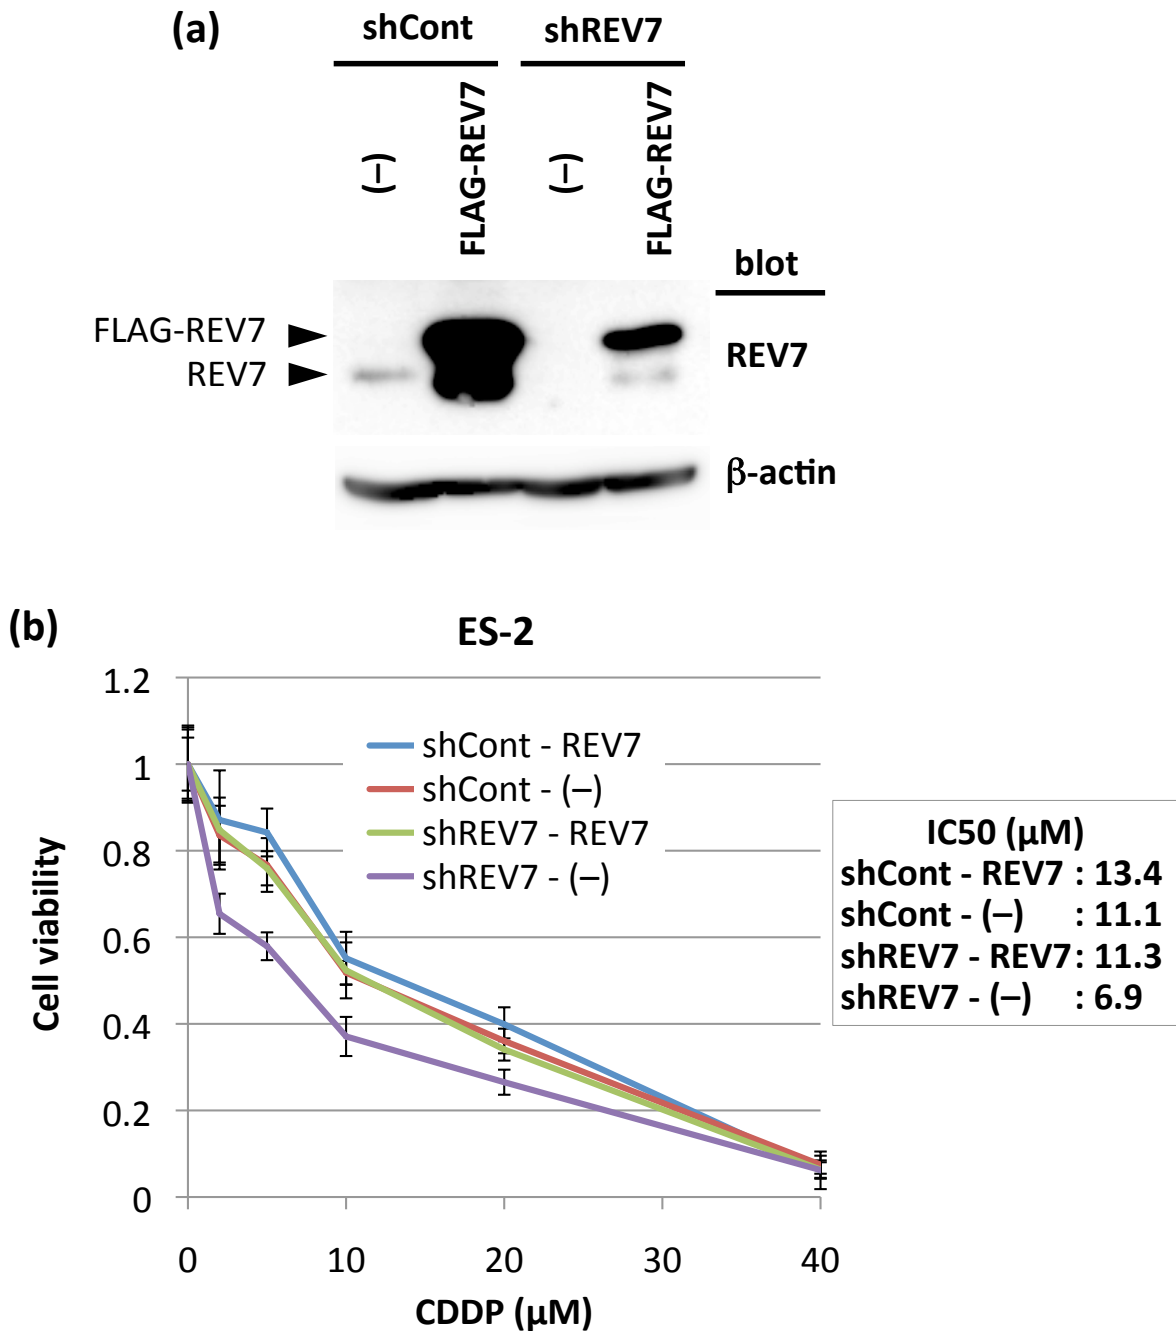 (a)
shCont shREV7
(–) FLAG-REV7 (–) FLAG-REV7
blot
FLAG-REV7
REV7
REV7
β-actin
(b)
ES-2
1.2
1
0.8
0.6
0.4
0.2
0
Cell viability
shCont - REV7
shCont - (–)
shREV7 - REV7
shREV7 - (–)
IC50 (μM)
shCont - REV7 : 13.4
shCont - (–) : 11.1
shREV7 - REV7 : 11.3
shREV7 - (–) : 6.9
0 10 20 30 40
CDDP (μM)